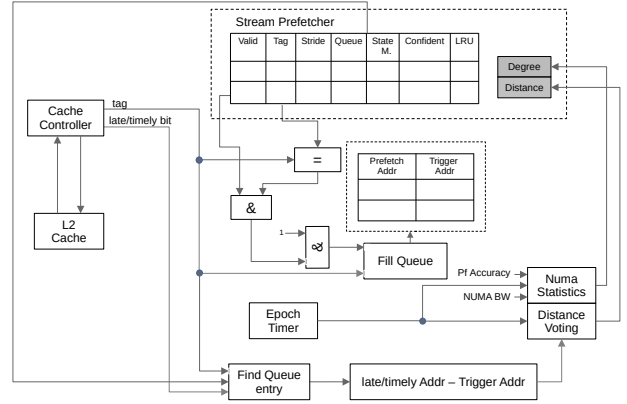 Stream Prefetcher
Valid Tag Stride Queue State Confident LRU
M.
Degree
Distance
Cache
Controller
tag
late/timely bit
=
Prefetch Trigger
Addr Addr
L2
Cache
&
1
&
Fill Queue
Pf Accuracy
NUMA BW
Numa
Statistics
Epoch
Timer
Distance
Voting
Find Queue
entry
late/timely Addr – Trigger Addr